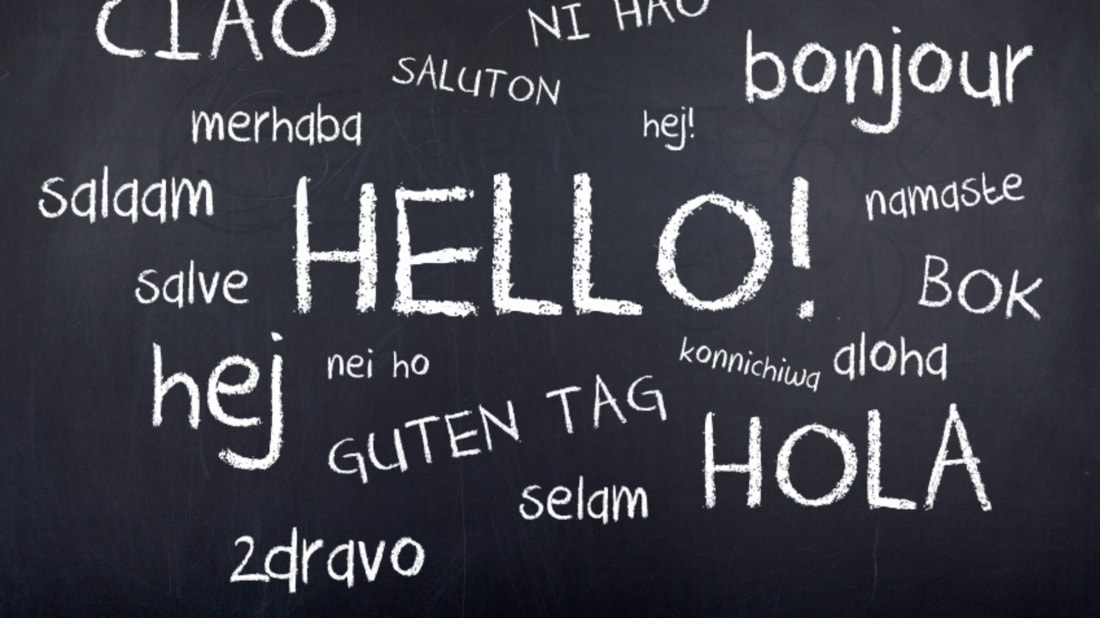 CIAO
NI HAO
SALUTON
bonjour
merhaba
hej!
salaam
HELLO!
namaste
salve
BOK
hej
nei ho
konnichiwa
aloha
GUTEN TAG
HOLA
selam
zdravo